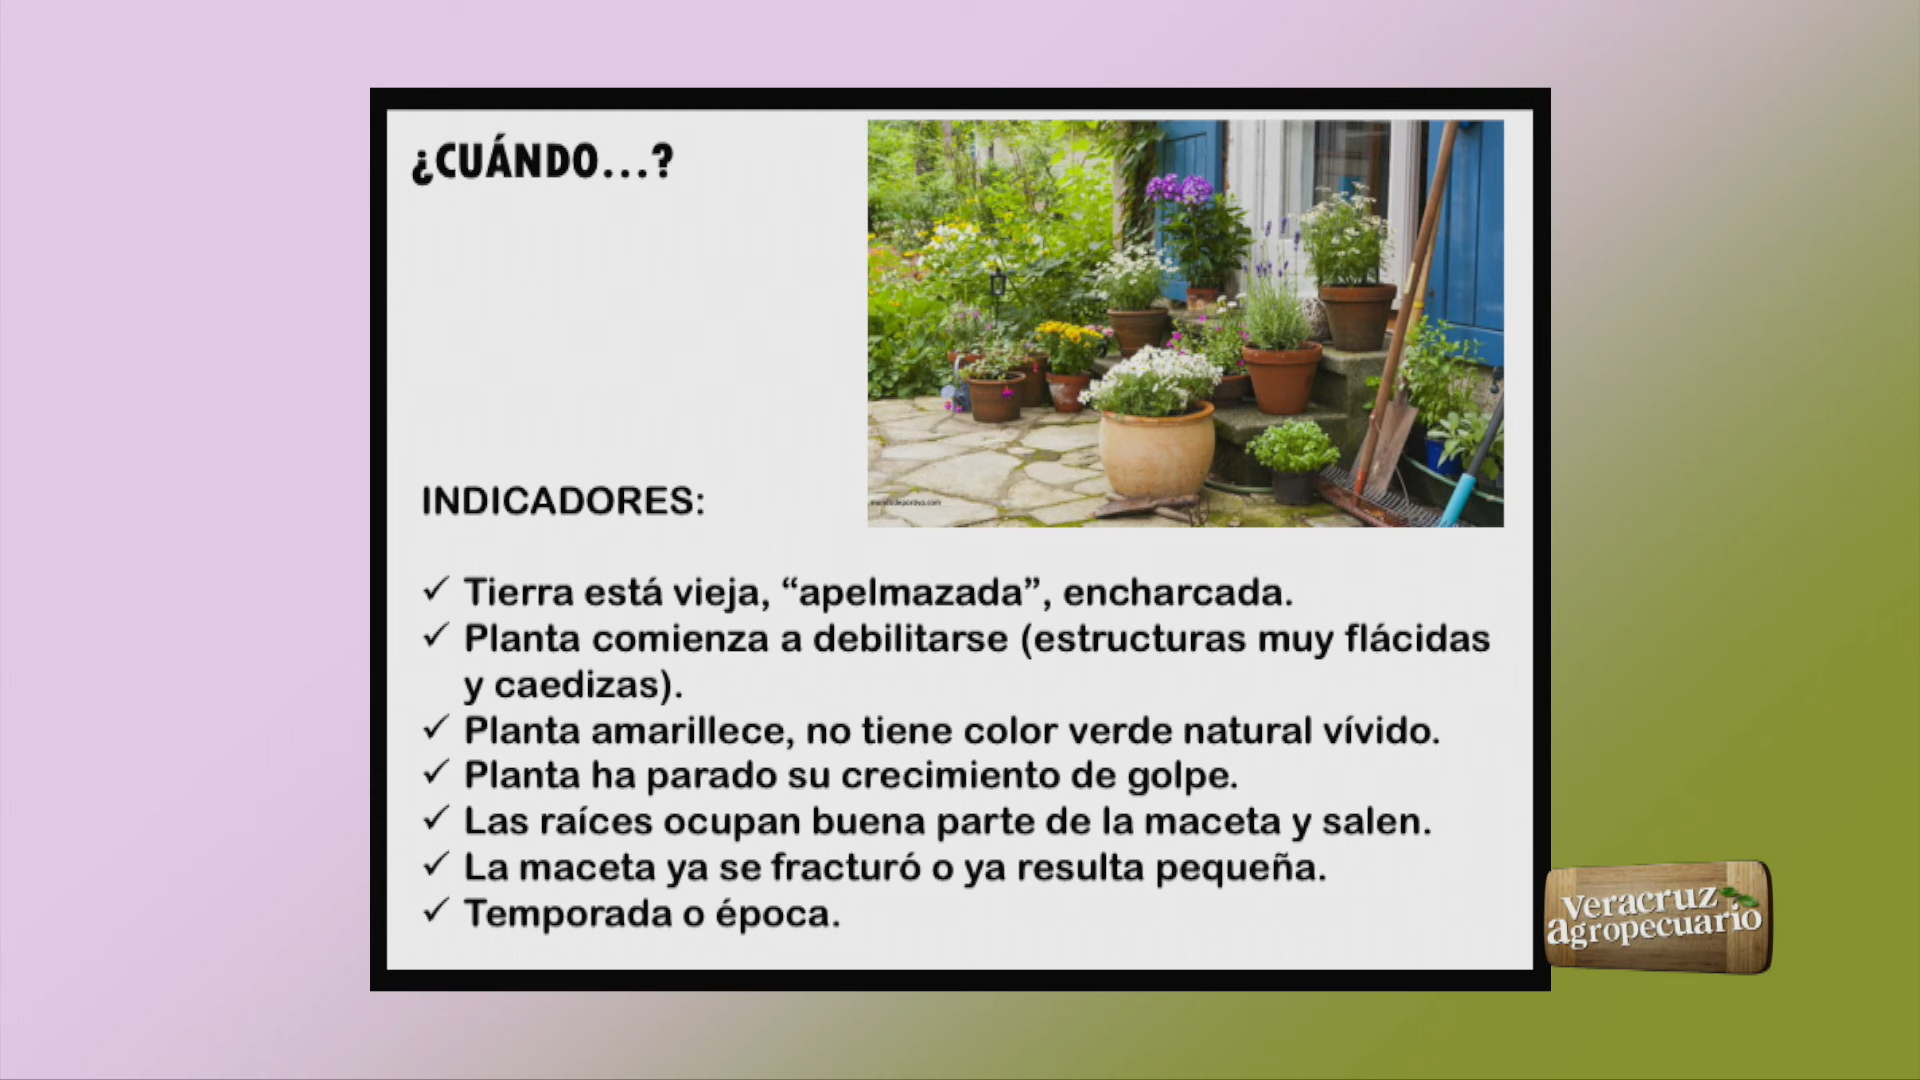 ¿CUÁNDO...?
INDICADORES:
✓ Tierra está vieja, “apelmazada”, encharcada.
✓ Planta comienza a debilitarse (estructuras muy flácidas
y caedizas).
✓ Planta amarillece, no tiene color verde natural vívido.
✓ Planta ha parado su crecimiento de golpe.
✓ Las raíces ocupan buena parte de la maceta y salen.
✓ La maceta ya se fracturó o ya resulta pequeña.
✓ Temporada o época.
veracruz
agropecuario